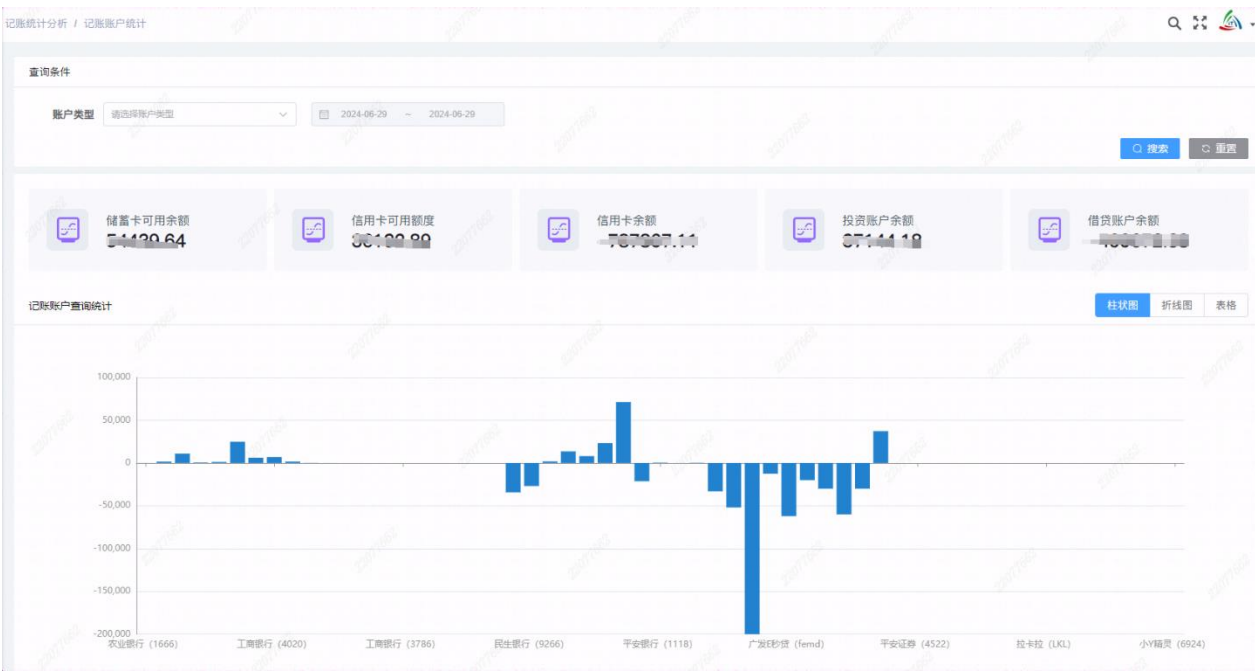 记账统计分析 / 记账账户统计
查询条件
账户类型 请选择账户类型 2024-06-29 ~ 2024-06-29
搜索 重置
储蓄卡可用余额 信用卡可用额度 信用卡余额 投资账户余额 借贷账户余额
记账账户查询统计 柱状图 折线图 表格
100,000
50,000
0
-50,000
-100,000
-150,000
-200,000
农业银行 (1666) 工商银行 (4020) 工商银行 (3786) 民生银行 (9266) 平安银行 (1118) 广发E秒贷 (femd) 平安证券 (4522) 拉卡拉 (LKL) 小Y精灵 (6924)